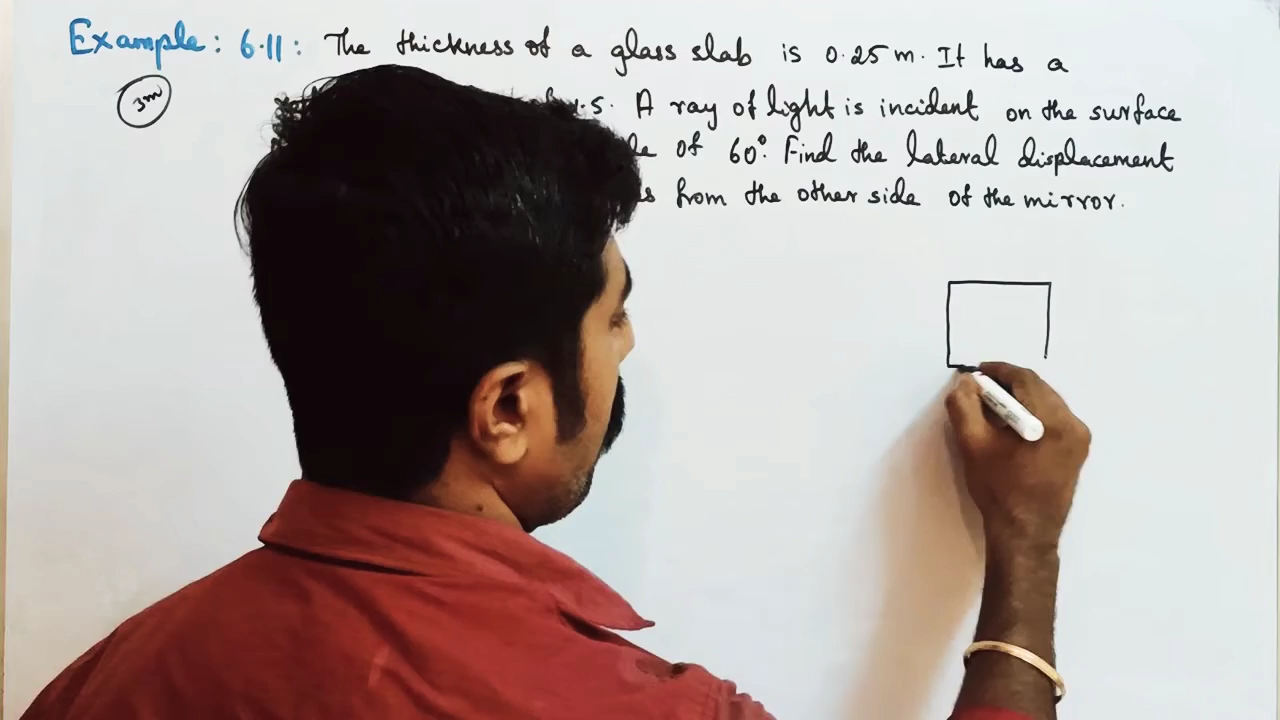 Example: 6.11: The thickness of a glass slab is 0.25 m. It has a
3m
.5. A ray of light is incident on the surface
of 60°. Find the lateral displacement
from the other side of the mirror.